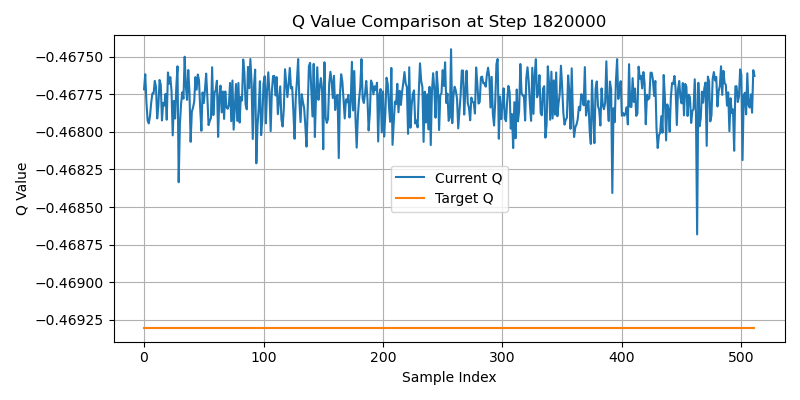 Q Value Comparison at Step 1820000
Q Value
−0.46750
−0.46775
−0.46800
−0.46825
−0.46850
−0.46875
−0.46900
−0.46925
Current Q
Target Q
0
100
200
300
400
500
Sample Index